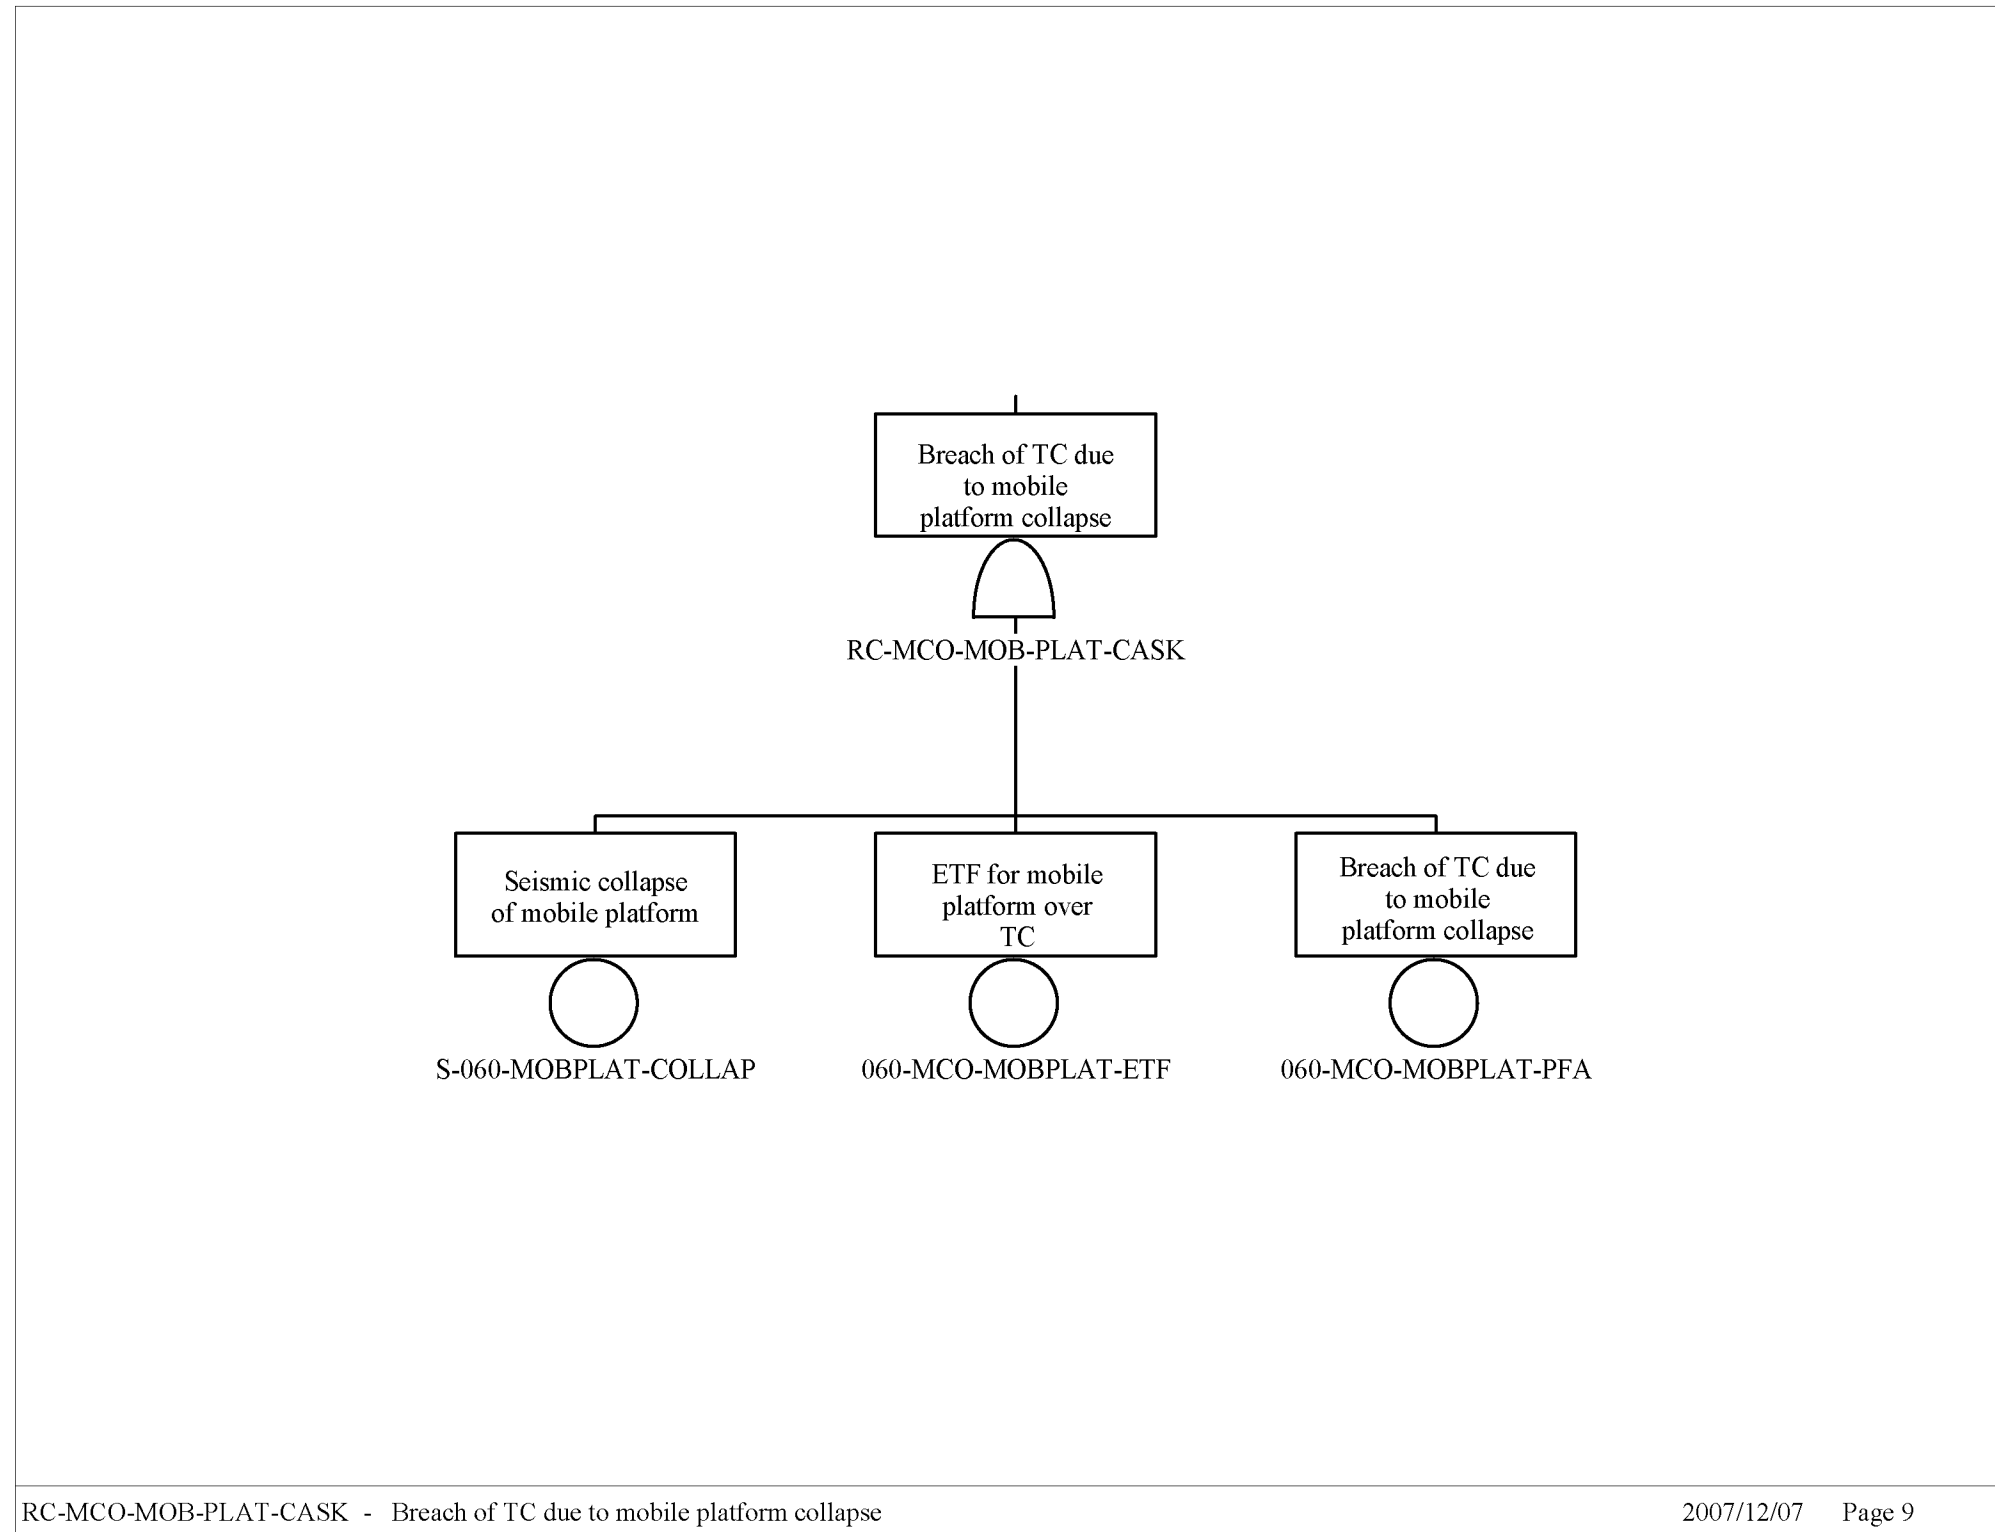 Breach of TC due
to mobile
platform collapse
RC-MCO-MOB-PLAT-CASK
Seismic collapse
of mobile platform
S-060-MOBPLAT-COLLAP
ETF for mobile
platform over
TC
060-MCO-MOBPLAT-ETF
Breach of TC due
to mobile
platform collapse
060-MCO-MOBPLAT-PFA
RC-MCO-MOB-PLAT-CASK - Breach of TC due to mobile platform collapse
2007/12/07 Page 9